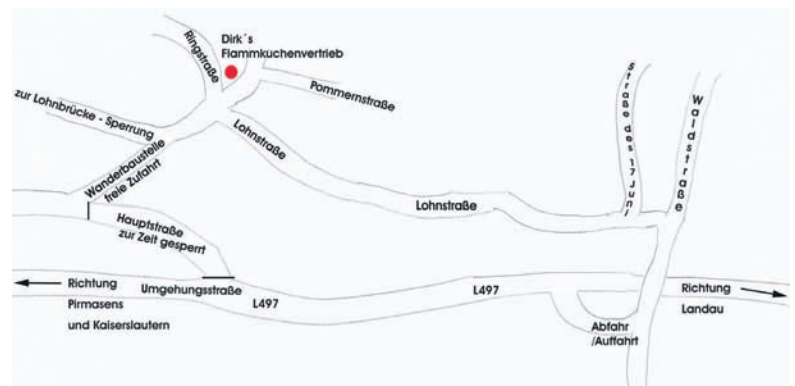 Dirk´s
Flammkuchenvertrieb
Ringstraße
Pommernstraße
zur Lohnbrücke - Sperrung
Wanderbaustelle
freie Zufahrt
Lohnstraße
Lohnstraße
Straße des 17 Juni
Waldstraße
Hauptstraße
zur Zeit gesperrt
Richtung
Pirmasens
und Kaiserslautern
Umgehungsstraße
L497
L497
Richtung
Landau
Abfahr
/Auffahrt